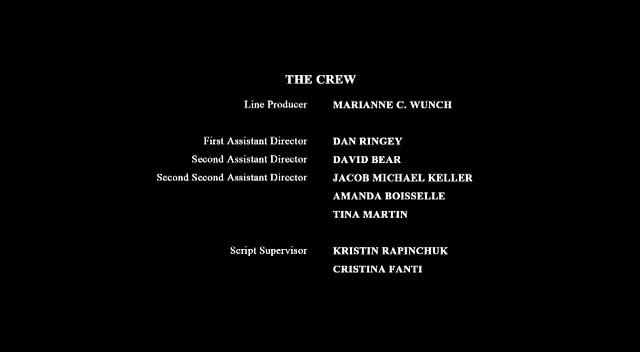 THE CREW
Line Producer MARIANNE C. WUNCH
First Assistant Director DAN RINGEY
Second Assistant Director DAVID BEAR
Second Second Assistant Director JACOB MICHAEL KELLER
AMANDA BOISSELLE
TINA MARTIN
Script Supervisor KRISTIN RAPINCHUK
CRISTINA FANTI